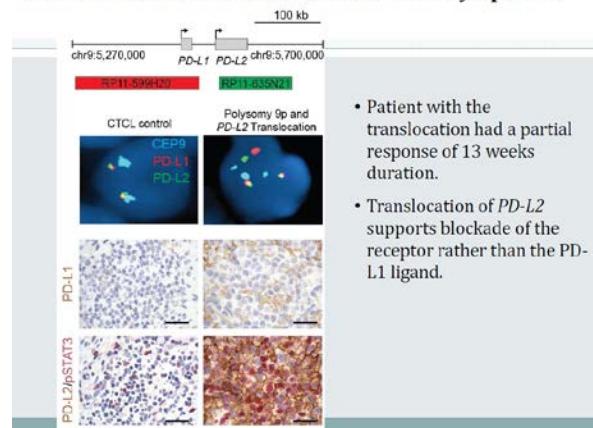 100 kb
chr9:5,270,000
PD-L1
PD-L2
chr9:5,700,000
RP11-599H20
RP11-635N21
CTCL control
Polysomy 9p and
PD-L2 Translocation
CEP9
PD-L1
PD-L2
PD-L1
PD-L2/pSTAT3
• Patient with the
translocation had a partial
response of 13 weeks
duration.
• Translocation of PD-L2
supports blockade of the
receptor rather than the PD-
L1 ligand.